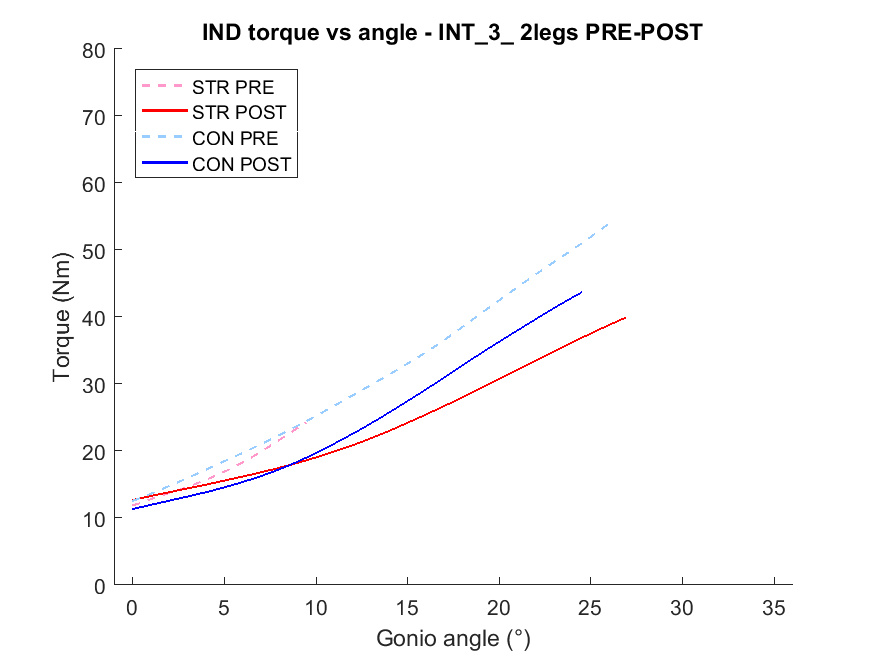 IND torque vs angle - INT_3_ 2legs PRE-POST
80
70
60
50
40
30
20
10
0
Torque (Nm)
STR PRE
STR POST
CON PRE
CON POST
0 5 10 15 20 25 30 35
Gonio angle (°)